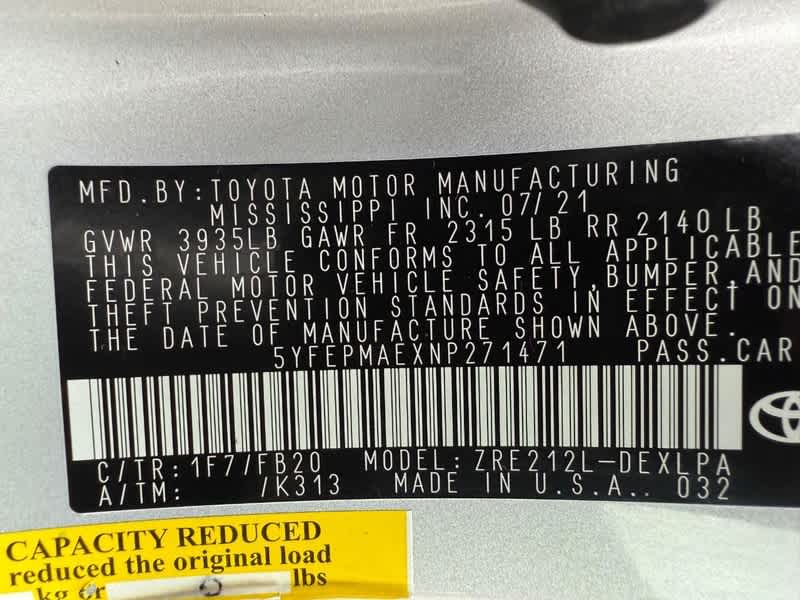 MFD. BY: TOYOTA MOTOR MANUFACTURING
MISSISSIPPI INC. 07/21
GVWR 3935LB GAWR FR 2315 LB RR 2140 LB
THIS VEHICLE CONFORMS TO ALL APPLICABLE
FEDERAL MOTOR VEHICLE SAFETY, BUMPER, AND
THEFT PREVENTION STANDARDS IN EFFECT ON
THE DATE OF MANUFACTURE SHOWN ABOVE.
5YFEPMAEXNP271471 PASS. CAR
C/TR: 1F7/FB20 MODEL: ZRE212L-DEXLPA
A/TM: /K313 MADE IN U.S.A.. 032
CAPACITY REDUCED
reduced the original load
kg or lbs